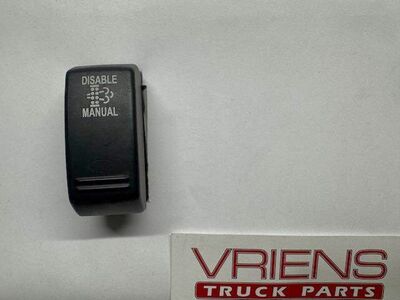 DISABLE
MANUAL
VRIENS
TRUCK PARTS